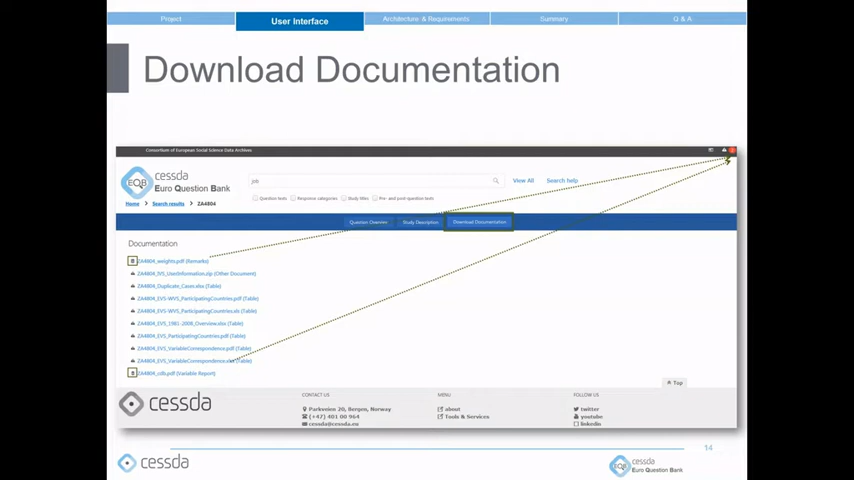 Project
User Interface
Architecture & Requirements
Summary
Q & A
Download Documentation
Consortium of European Social Science Data Archives
cessda
EQB
Euro Question Bank
job
View All
Search help
Question texts
Response categories
Study titles
Pre- and post-question texts
Home > Search results > ZA4804
Question Overview
Study Description
Download Documentation
Documentation
ZA4804_weights.pdf (Remarks)
ZA4804_IVS_UsedInformation.zip (Other Document)
ZA4804_Duplicate_Cases.xlsx (Table)
ZA4804_EVS-WVS_ParticipatingCountries.pdf (Table)
ZA4804_EVS-WVS_ParticipatingCountries.xls (Table)
ZA4804_EVS_1981-2008_Overview.xlsx (Table)
ZA4804_EVS_ParticipatingCountries.pdf (Table)
ZA4804_EVS_VariableCorrespondence.pdf (Table)
ZA4804_EVS_VariableCorrespondence.xlsx (Table)
ZA4804_cdb.pdf (Variable Report)
Top
cessda
CONTACT US
Parkveien 20, Bergen, Norway
(+47) 401 00 964
cessda@cessda.eu
MENU
about
Tools & Services
FOLLOW US
twitter
youtube
linkedin
cessda
14
EQB
cessda
Euro Question Bank